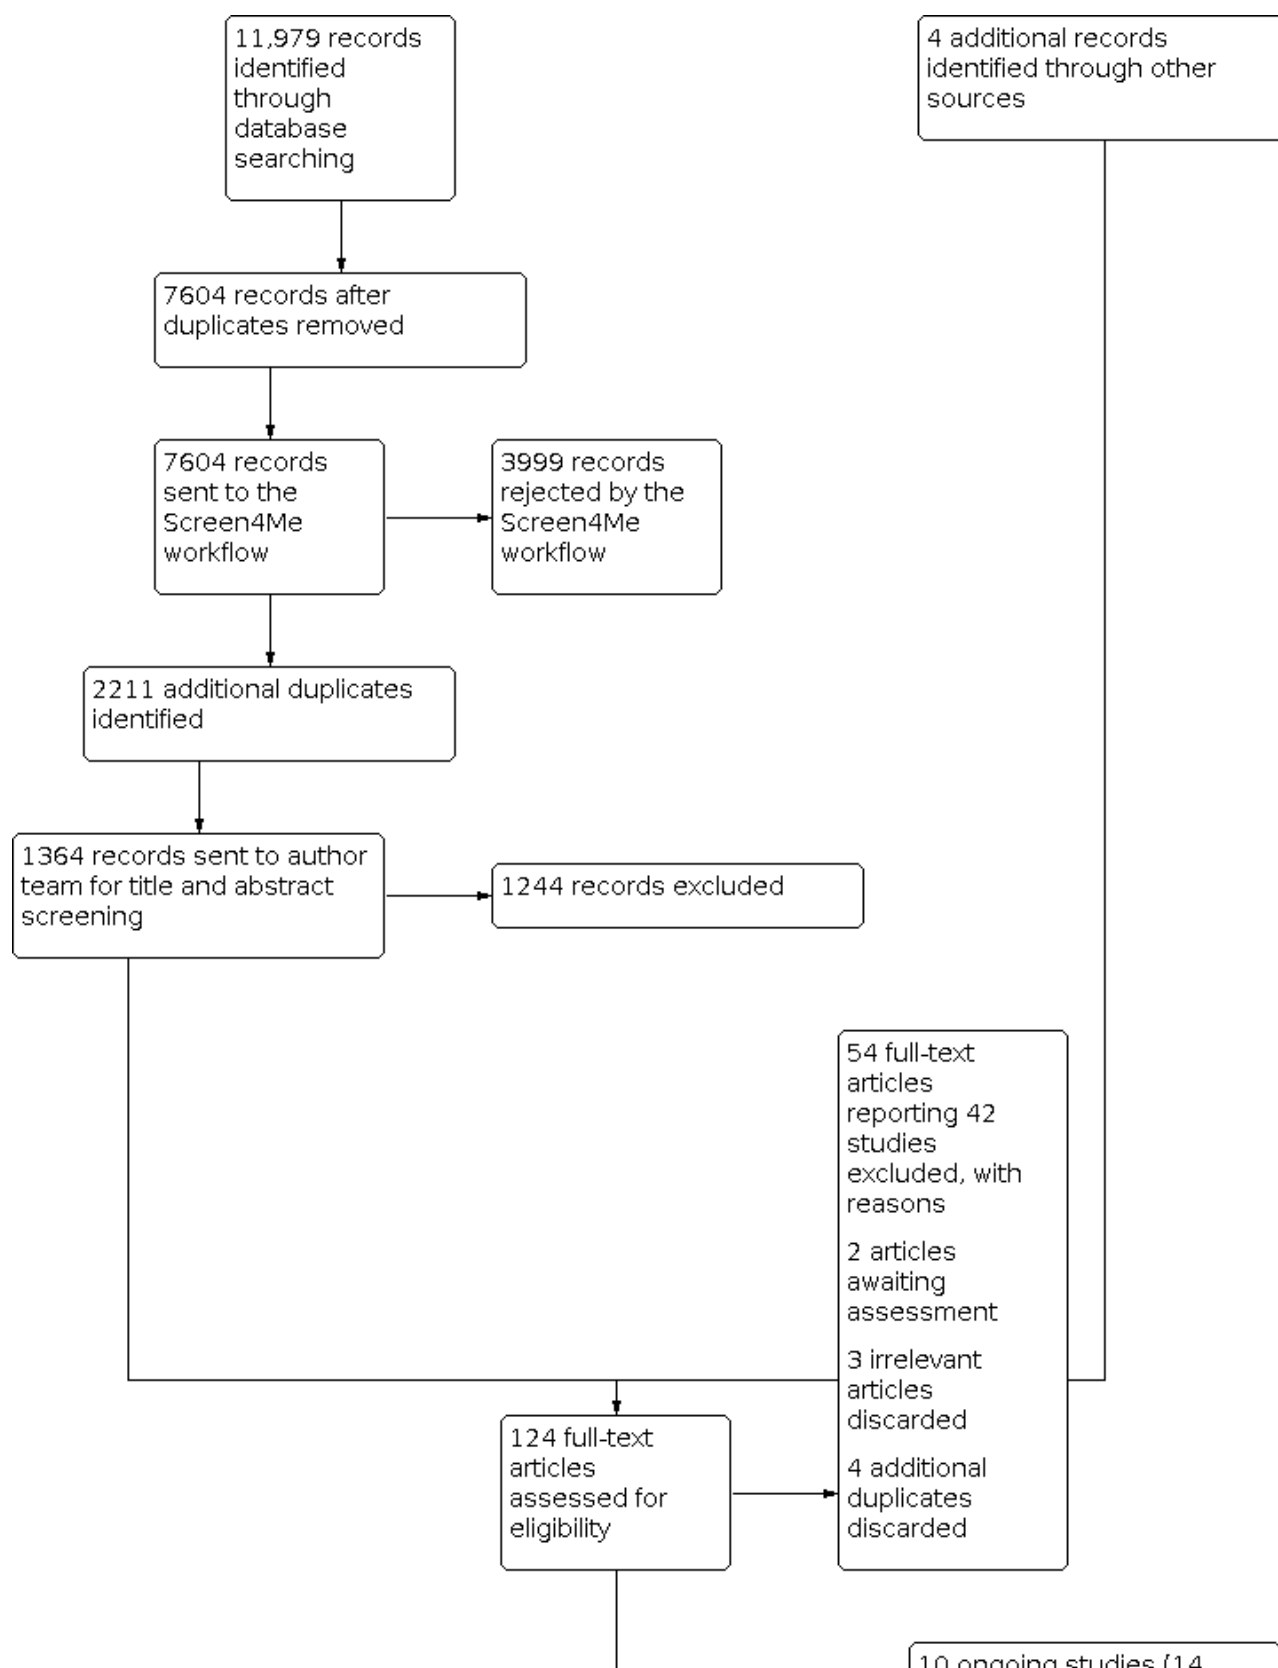 11,979 records
identified
through
database
searching
4 additional records
identified through other
sources
7604 records after
duplicates removed
7604 records
sent to the
Screen4Me
workflow
3999 records
rejected by the
Screen4Me
workflow
2211 additional duplicates
identified
1364 records sent to author
team for title and abstract
screening
1244 records excluded
54 full-text
articles
reporting 42
studies
excluded, with
reasons
2 articles
awaiting
assessment
3 irrelevant
articles
discarded
4 additional
duplicates
discarded
124 full-text
articles
assessed for
eligibility
10 ongoing studies (14